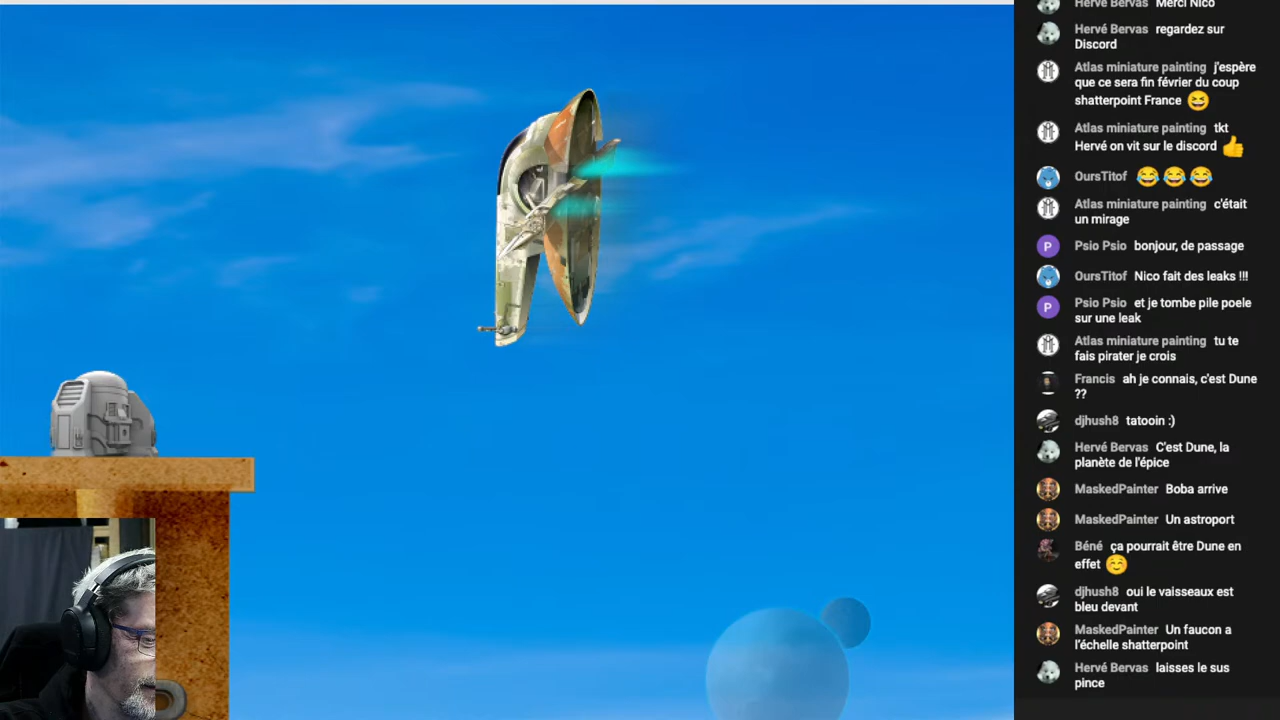 Hervé Bervas Merci Nico
Hervé Bervas regardez sur
Discord
Atlas miniature painting j'espère
que ce sera fin février du coup
shatterpoint France 😆
Atlas miniature painting tkt
Hervé on vit sur le discord 👍
OursTitof 😂😂😂
Atlas miniature painting c'était
un mirage
P
Psio Psio bonjour, de passage
OursTitof Nico fait des leaks !!!
P
Psio Psio et je tombe pile poele
sur une leak
Atlas miniature painting tu te
fais pirater je crois
Francis ah je connais, c'est Dune
??
djhush8 tatooin :)
Hervé Bervas C'est Dune, la
planète de l'épice
MaskedPainter Boba arrive
MaskedPainter Un astroport
Béné ça pourrait être Dune en
effet ☺️
djhush8 oui le vaisseaux est
bleu devant
MaskedPainter Un faucon a
l'échelle shatterpoint
Hervé Bervas laisses le sus
pince